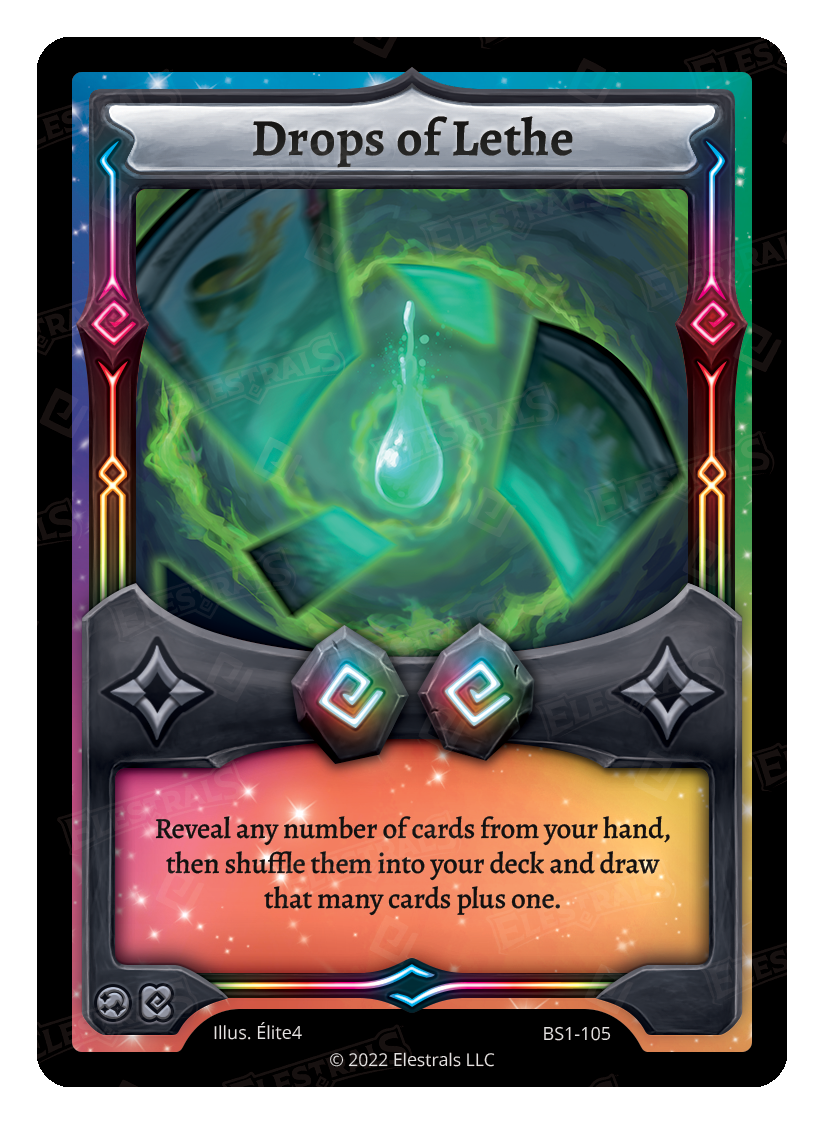 Drops of Lethe
Reveal any number of cards from your hand,
then shuffle them into your deck and draw
that many cards plus one.
Illus. Élite4
BS1-105
© 2022 Elestrals LLC
ELESTRALS